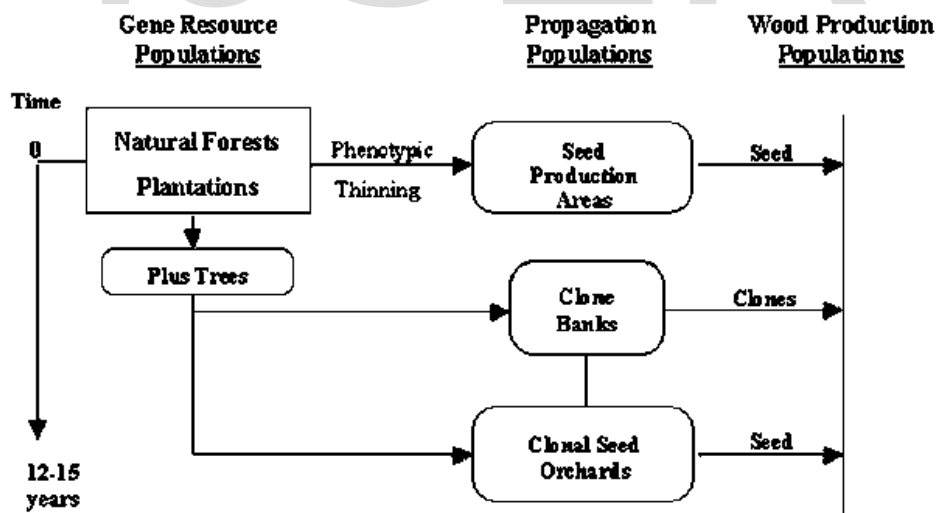 Gene Resource
Populations
Propagation
Populations
Wood Production
Populations
Time
0
Natural Forests
Plantations
Phenotypic
Thinning
Seed
Production
Areas
Seed
Plus Trees
Clone
Banks
Clones
Clonal Seed
Orchards
Seed
12-15
years